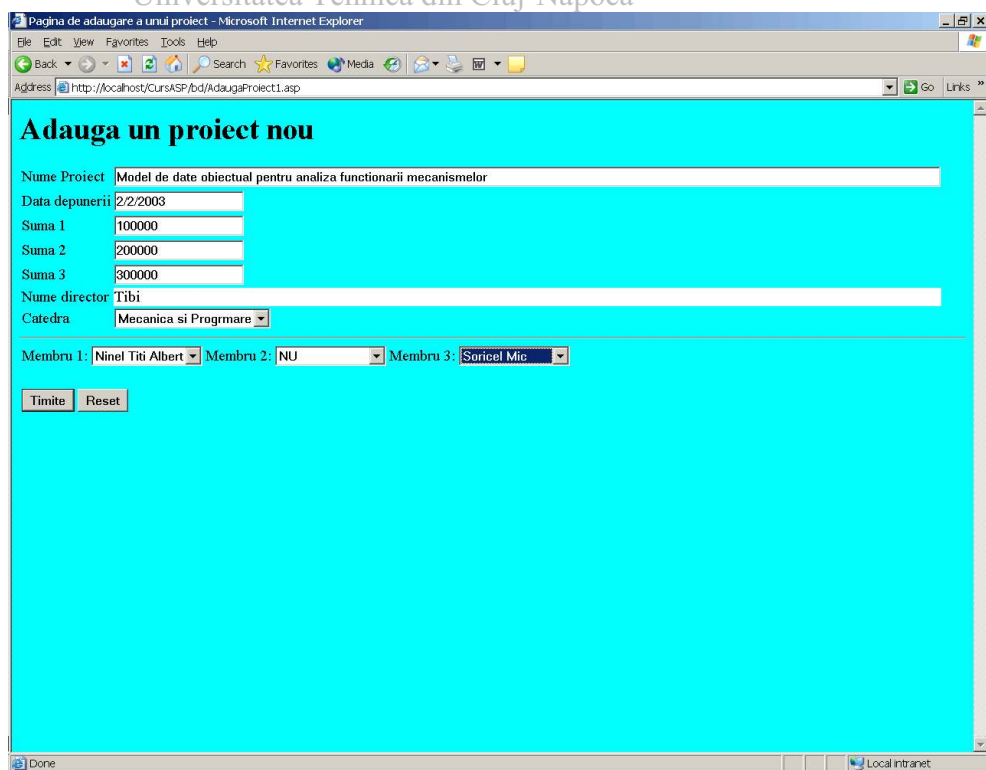 Universitatea Tehnica din Cluj-Napoca
Pagina de adaugare a unui proiect - Microsoft Internet Explorer
File Edit View Favorites Tools Help
Back Search Favorites Media
Address http://localhost/CursASP/bd/AdaugaProiect1.asp Go Links »
Adauga un proiect nou
Nume Proiect Model de date obiectual pentru analiza functionarii mecanismelor
Data depunerii 2/2/2003
Suma 1 100000
Suma 2 200000
Suma 3 300000
Nume director Tibi
Catedra Mecanica si Progrmare
Membru 1: Ninel Titi Albert Membru 2: NU Membru 3: Soricel Mic
Timite Reset
Done Local intranet